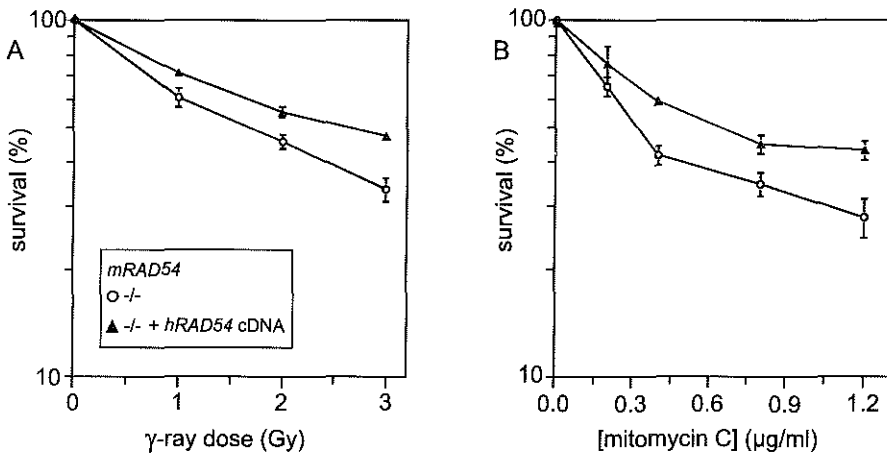 A
survival (%)
100
10
mRAD54
-/-
-/- + hRAD54 cDNA
0 1 2 3
γ-ray dose (Gy)
B
survival (%)
100
10
0.0 0.3 0.6 0.9 1.2
[mitomycin C] (µg/ml)